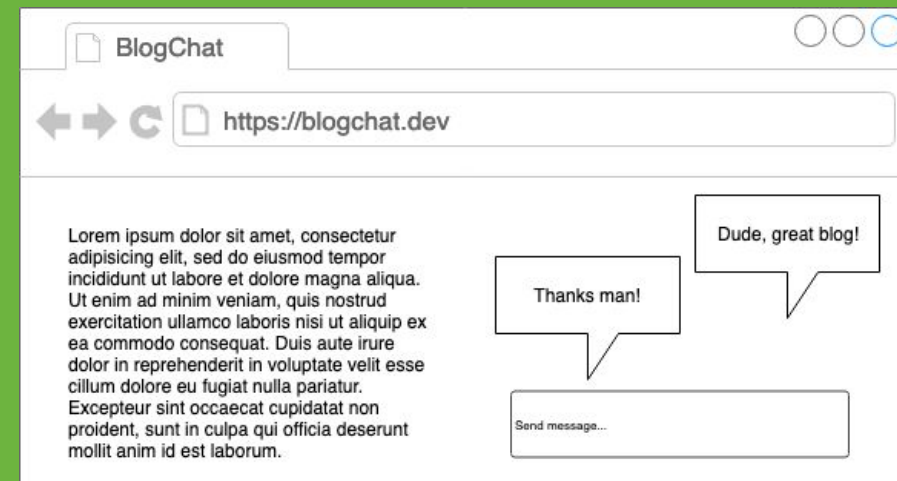 BlogChat
https://blogchat.dev
Lorem ipsum dolor sit amet, consectetur
adipisicing elit, sed do eiusmod tempor
incididunt ut labore et dolore magna aliqua.
Ut enim ad minim veniam, quis nostrud
exercitation ullamco laboris nisi ut aliquip ex
ea commodo consequat. Duis aute irure
dolor in reprehenderit in voluptate velit esse
cillum dolore eu fugiat nulla pariatur.
Excepteur sint occaecat cupidatat non
proident, sunt in culpa qui officia deserunt
mollit anim id est laborum.
Dude, great blog!
Thanks man!
Send message...